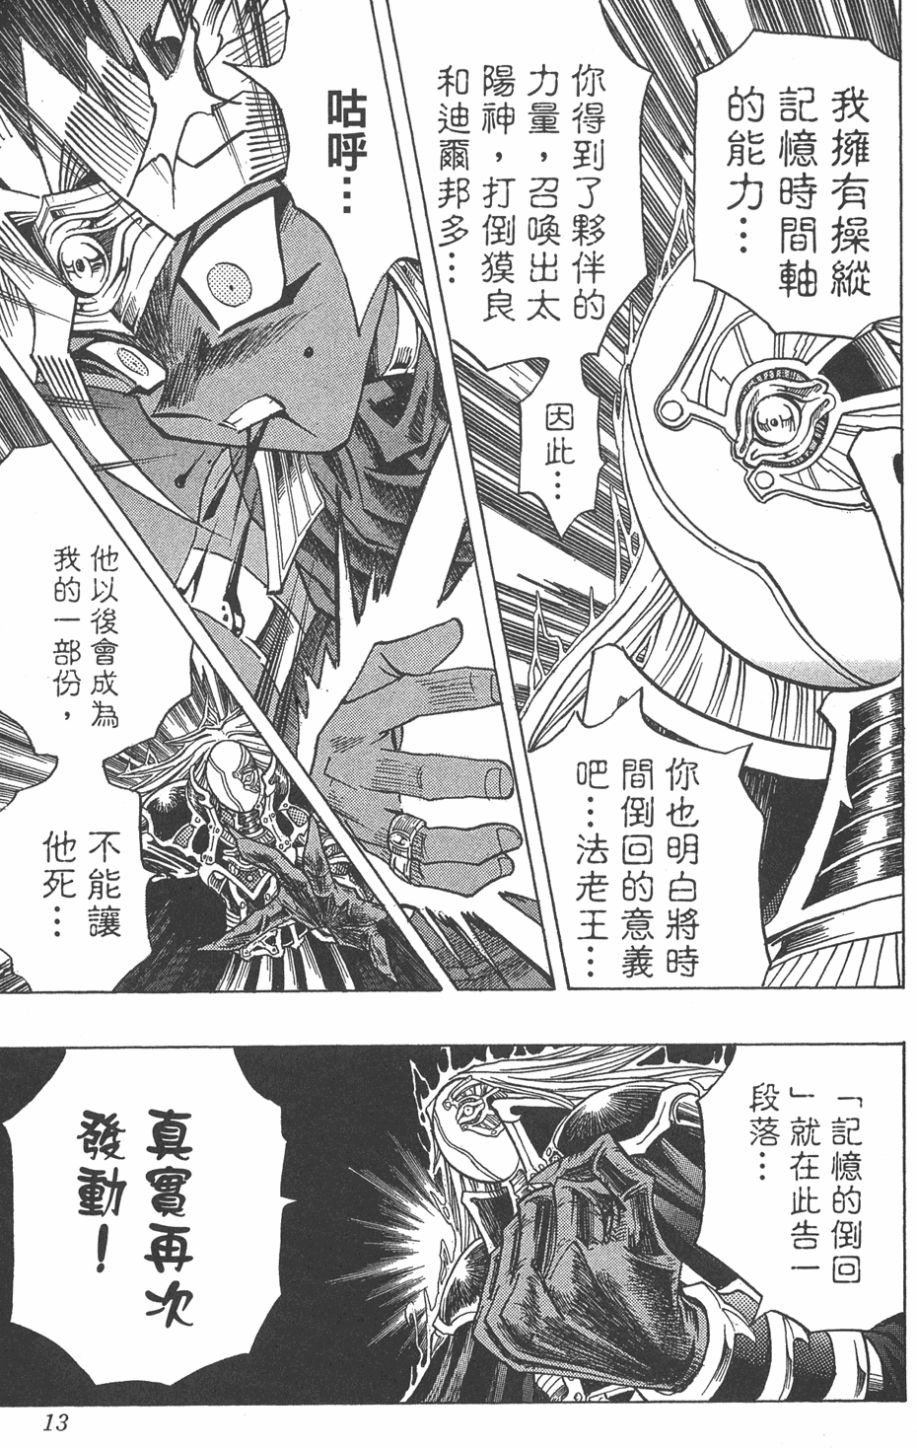 我擁有操縱
記憶時間軸
的能力…
你得到了夥伴的
力量，召喚出太
陽神，打倒獏良
和迪爾邦多…
因此…
你也明白將時
間倒回的意義
吧…法老王…
咕呼…
他以後會成為
我的一部份，
不能讓
他死…
「記憶的倒回
」就在此告一
段落…
真實再次
發動！
13